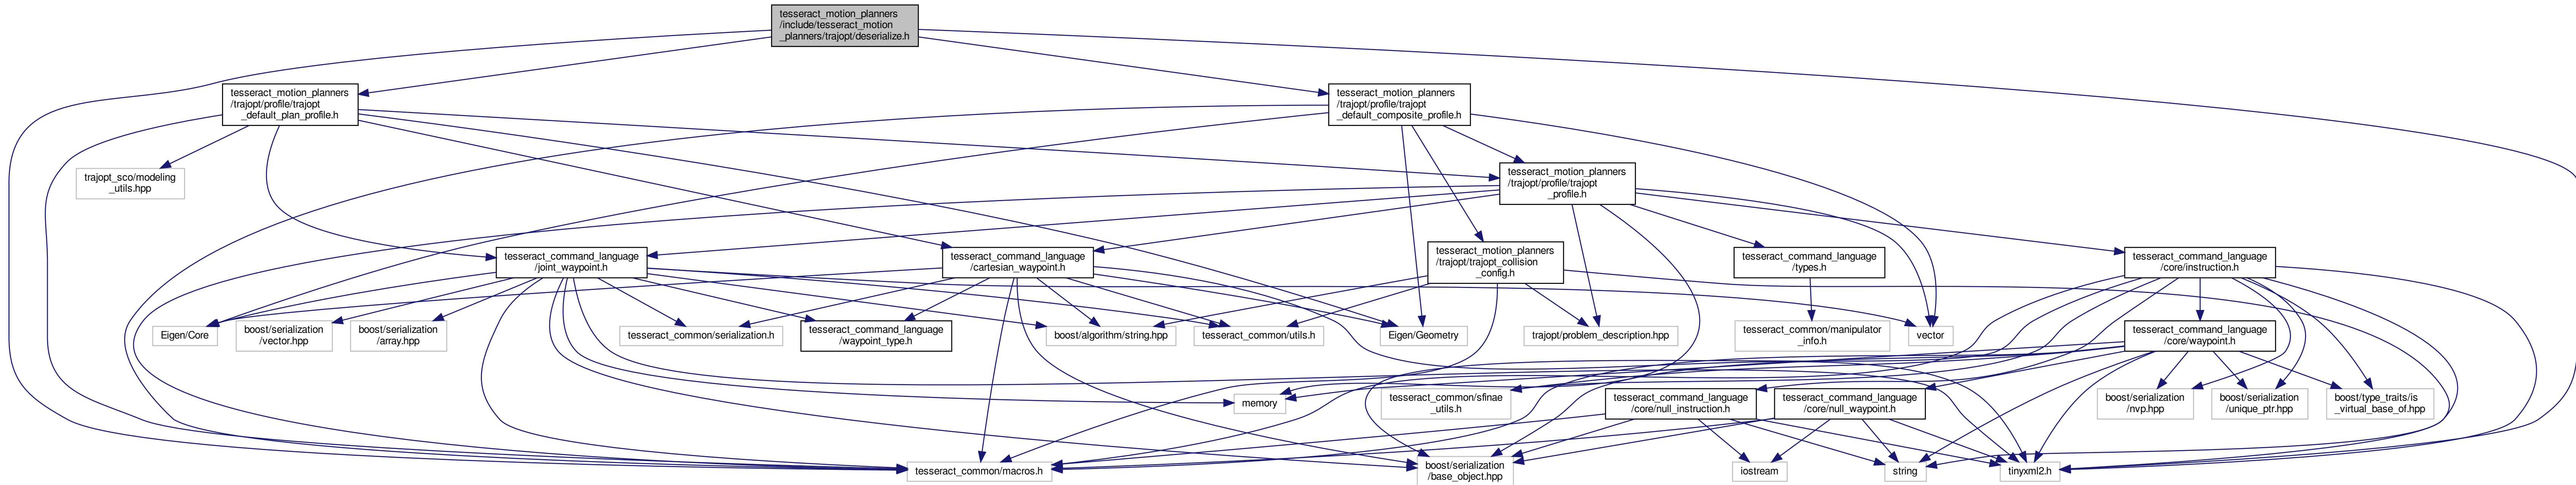 tesseract_motion_planners
/include/tesseract_motion
_planners/trajopt/deserialize.h
tesseract_motion_planners
/trajopt/profile/trajopt
_default_plan_profile.h
tesseract_motion_planners
/trajopt/profile/trajopt
_default_composite_profile.h
trajopt_sco/modeling
_utils.hpp
tesseract_motion_planners
/trajopt/profile/trajopt
_profile.h
tesseract_command_language
/joint_waypoint.h
tesseract_command_language
/cartesian_waypoint.h
tesseract_motion_planners
/trajopt/trajopt_collision
_config.h
tesseract_command_language
/types.h
tesseract_command_language
/core/instruction.h
Eigen/Core
boost/serialization
/vector.hpp
boost/serialization
/array.hpp
tesseract_common/serialization.h
tesseract_command_language
/waypoint_type.h
boost/algorithm/string.hpp
tesseract_common/utils.h
Eigen/Geometry
trajopt/problem_description.hpp
tesseract_common/manipulator
_info.h
vector
tesseract_command_language
/core/waypoint.h
memory
tesseract_common/sfinae
_utils.h
tesseract_command_language
/core/null_instruction.h
tesseract_command_language
/core/null_waypoint.h
boost/serialization
/nvp.hpp
boost/serialization
/unique_ptr.hpp
boost/type_traits/is
_virtual_base_of.hpp
tesseract_common/macros.h
boost/serialization
/base_object.hpp
iostream
string
tinyxml2.h